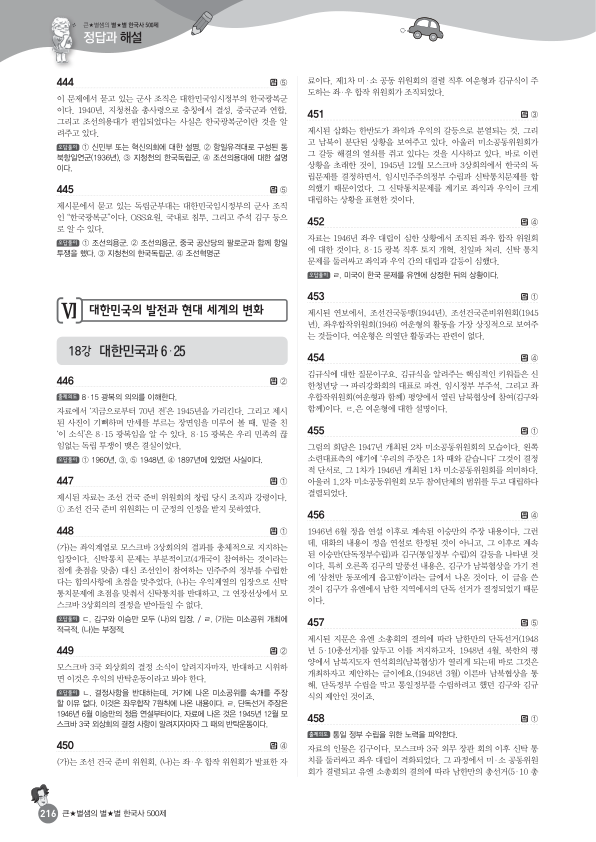 큰★별쌤의 별★별 한국사 500제
정답과 해설
444 답 ⑤
이 문제에서 묻고 있는 군사 조직은 대한민국임시정부의 한국광복군
이다. 1940년, 지청천을 총사령으로 충칭에서 결성, 중국군과 연합,
그리고 조선의용대가 편입되었다는 사실은 한국광복군이란 것을 알
려주고 있다.
오답풀이 ① 신민부 또는 혁신의회에 대한 설명, ② 항일유격대로 구성된 동
북항일연군(1936년), ③ 지청천의 한국독립군, ④ 조선의용대에 대한 설명
이다.
445 답 ⑤
제시문에서 묻고 있는 독립군부대는 대한민국임시정부의 군사 조직
인 “한국광복군”이다. OSS요원, 국내로 침투, 그리고 주석 김구 등으
로 알 수 있다.
오답풀이 ① 조선의용군, ② 조선의용군, 중국 공산당의 팔로군과 함께 항일
투쟁을 했다. ③ 지청천의 한국독립군, ④ 조선혁명군
Ⅵ 대한민국의 발전과 현대 세계의 변화
18강 대한민국과 6·25
446 답 ②
출제의도 8·15 광복의 의의를 이해한다.
자료에서 ‘지금으로부터 70년 전’은 1945년을 가리킨다. 그리고 제시
된 사진이 기뻐하며 만세를 부르는 장면임을 미루어 볼 때, 밑줄 친
‘이 소식’은 8·15 광복임을 알 수 있다. 8·15 광복은 우리 민족의 끊
임없는 독립 투쟁이 맺은 결실이었다.
오답풀이 ① 1960년, ③, ⑤ 1948년, ④ 1897년에 있었던 사실이다.
447 답 ①
제시된 자료는 조선 건국 준비 위원회의 창립 당시 조직과 강령이다.
① 조선 건국 준비 위원회는 미 군정의 인정을 받지 못하였다.
448 답 ①
(가)는 좌익계열로 모스크바 3상회의의 결과를 총체적으로 지지하는
입장이다. 신탁통치 문제는 부분적이고(4개국이 참여하는 것이라는
점에 촛점을 맞춤) 대신 조선인이 참여하는 민주주의 정부를 수립한
다는 합의사항에 초점을 맞추었다. (나)는 우익계열의 입장으로 신탁
통치문제에 초점을 맞춰서 신탁통치를 반대하고, 그 연장선상에서 모
스크바 3상회의의 결정을 받아들일 수 없다.
오답풀이 ㄷ. 김구와 이승만 모두 (나)의 입장, / ㄹ. (가)는 미소공위 개최에
적극적, (나)는 부정적.
449 답 ②
모스크바 3국 외상회의 결정 소식이 알려지자마자, 반대하고 시위하
면 이것은 우익의 반탁운동이라고 봐야 한다.
오답풀이 ㄴ. 결정사항을 반대하는데, 거기에 나온 미소공위를 속개를 주장
할 이유 없다. 이것은 좌우합작 7원칙에 나온 내용이다. ㄹ. 단독선거 주장은
1946년 6월 이승만의 정읍 연설부터이다. 자료에 나온 것은 1945년 12월 모
스크바 3국 외상회의 결정 사항이 알려지자마자 그 때의 반탁운동이다.
450 답 ④
(가)는 조선 건국 준비 위원회, (나)는 좌·우 합작 위원회가 발표한 자
료이다. 제1차 미·소 공동 위원회의 결렬 직후 여운형과 김규식이 주
도하는 좌·우 합작 위원회가 조직되었다.
451 답 ③
제시된 삽화는 한반도가 좌익과 우익의 갈등으로 분열되는 것, 그리
고 남북이 분단된 상황을 보여주고 있다. 아울러 미소공동위원회가
그 갈등 해결의 열쇠를 쥐고 있다는 것을 시사하고 있다. 바로 이런
상황을 초래한 것이, 1945년 12월 모스크바 3상회의에서 한국의 독
립문제를 결정하면서, 임시민주주의정부 수립과 신탁통치문제를 합
의했기 때문이었다. 그 신탁통치문제를 계기로 좌익과 우익이 크게
대립하는 상황을 표현한 것이다.
452 답 ④
자료는 1946년 좌우 대립이 심한 상황에서 조직된 좌우 합작 위원회
에 대한 것이다. 8·15 광복 직후 토지 개혁, 친일파 처리, 신탁 통치
문제를 둘러싸고 좌익과 우익 간의 대립과 갈등이 심했다.
오답풀이 ㄹ. 미국이 한국 문제를 유엔에 상정한 뒤의 상황이다.
453 답 ①
제시된 연보에서, 조선건국동맹(1944년), 조선건국준비위원회(1945
년), 좌우합작위원회(1946) 여운형의 활동을 가장 상징적으로 보여주
는 것들이다. 여운형은 의열단 활동과는 관련이 없다.
454 답 ④
김규식에 대한 질문이구요. 김규식을 알려주는 핵심적인 키워들은 신
한청년당 → 파리강화회의 대표로 파견, 임시정부 부주석, 그리고 좌
우합작위원회(여운형과 함께) 평양에서 열린 남북협상에 참여(김구와
함께)이다. ㄹ.은 여운형에 대한 설명이다.
455 답 ①
그림의 회담은 1947년 개최된 2차 미소공동위원회의 모습이다. 왼쪽
소련대표측의 얘기에 ‘우리의 주장은 1차 때와 같습니다’ 그것이 결정
적 단서로, 그 1차가 1946년 개최된 1차 미소공동위원회를 의미하다.
아울러 1,2차 미소공동위원회 모두 참여단체의 범위를 두고 대립하다
결렬되었다.
456 답 ④
1946년 6월 정읍 연설 이후로 계속된 이승만의 주장 내용이다. 그런
데, 대화의 내용이 정읍 연설로 한정된 것이 아니고, 그 이후로 계속
된 이승만(단독정부수립)과 김구(통일정부 수립)의 갈등을 나타낸 것
이다. 특히 오른쪽 김구의 말풍선 내용은, 김구가 남북협상을 가기 전
에 ‘삼천만 동포에게 읍고함’이라는 글에서 나온 것이다. 이 글을 쓴
것이 김구가 유엔에서 남한 지역에서의 단독 선거가 결정되었기 때문
이다.
457 답 ⑤
제시된 지문은 유엔 소총회의 결의에 따라 남한만의 단독선거(1948
년 5·10총선거)를 앞두고 이를 저지하고자, 1948년 4월, 북한의 평
양에서 남북지도자 연석회의(남북협상)가 열리게 되는데 바로 그것은
개최하자고 제안하는 글이에요.(1948년 3월) 이른바 남북협상을 통
해, 단독정부 수립을 막고 통일정부를 수립하려고 했던 김구와 김규
식의 제안인 것이죠.
458 답 ①
출제의도 통일 정부 수립을 위한 노력을 파악한다.
자료의 인물은 김구이다. 모스크바 3국 외무 장관 회의 이후 신탁 통
치를 둘러싸고 좌우 대립이 격화되었다. 그 과정에서 미·소 공동위원
회가 결렬되고 유엔 소총회의 결의에 따라 남한만의 총선거(5·10 총
216 큰★별쌤의 별★별 한국사 500제